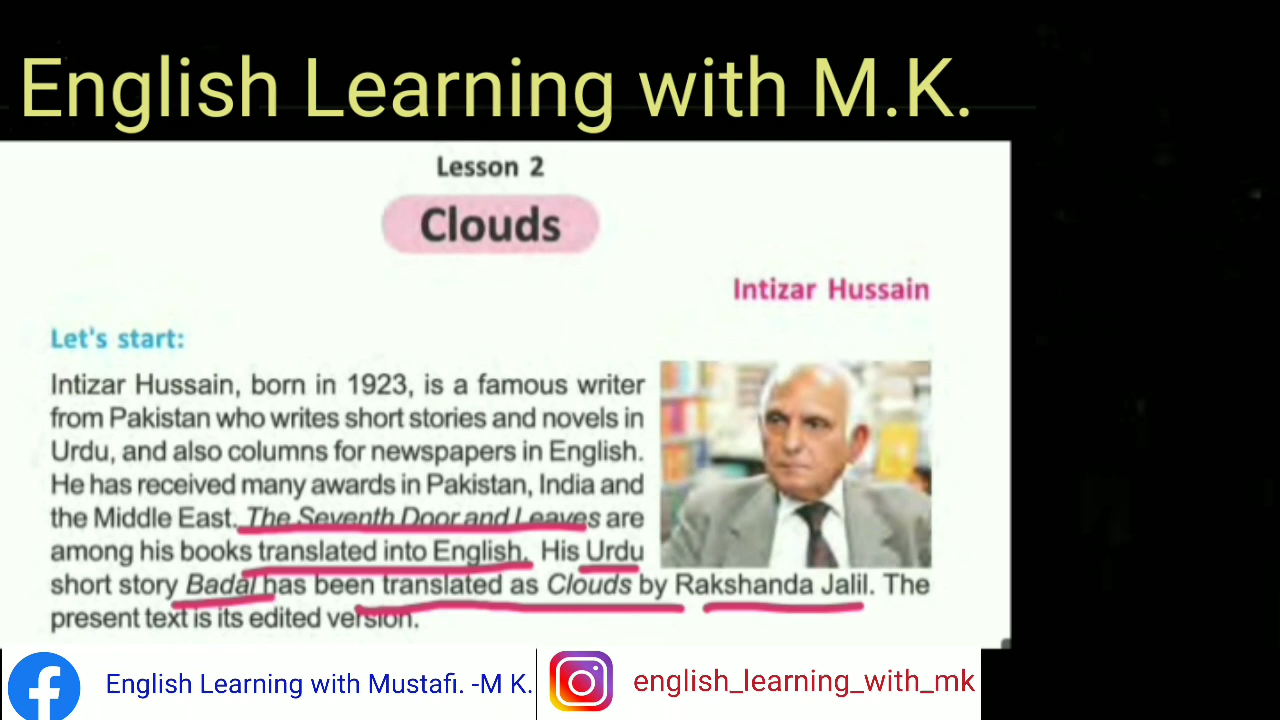 English Learning with M.K.
Lesson 2
Clouds
Intizar Hussain
Let's start:
Intizar Hussain, born in 1923, is a famous writer
from Pakistan who writes short stories and novels in
Urdu, and also columns for newspapers in English.
He has received many awards in Pakistan, India and
the Middle East. The Seventh Door and Leaves are
among his books translated into English. His Urdu
short story Badal has been translated as Clouds by Rakshanda Jalil. The
present text is its edited version.
English Learning with Mustafi. -M K.
english_learning_with_mk